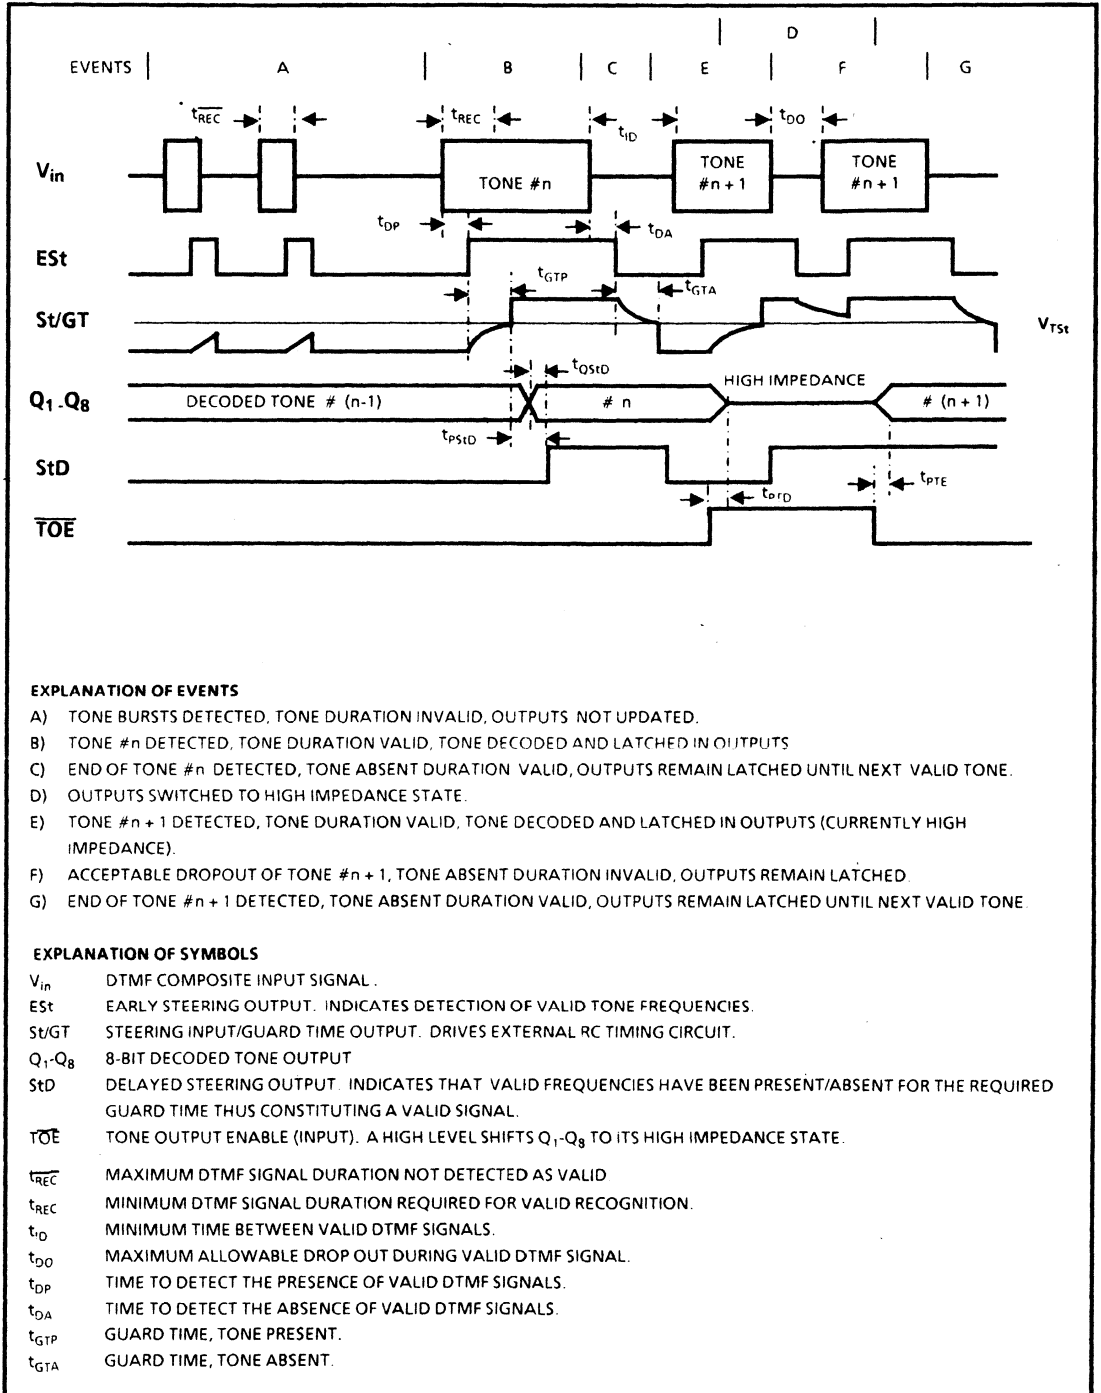 D
EVENTS A B C E F G
tREC tREC tID tDO
Vin
TONE #n
TONE #n + 1
TONE #n + 1
tDP tDA
ESt
tGTP tGTA
St/GT
VTSt
tQStD
HIGH IMPEDANCE
Q1-Q8
DECODED TONE # (n-1)
# n
# (n + 1)
tPStD
StD
tPTD
tPTE
TOE
EXPLANATION OF EVENTS
A) TONE BURSTS DETECTED, TONE DURATION INVALID, OUTPUTS NOT UPDATED.
B) TONE #n DETECTED, TONE DURATION VALID, TONE DECODED AND LATCHED IN OUTPUTS
C) END OF TONE #n DETECTED, TONE ABSENT DURATION VALID, OUTPUTS REMAIN LATCHED UNTIL NEXT VALID TONE.
D) OUTPUTS SWITCHED TO HIGH IMPEDANCE STATE.
E) TONE #n + 1 DETECTED, TONE DURATION VALID, TONE DECODED AND LATCHED IN OUTPUTS (CURRENTLY HIGH
IMPEDANCE).
F) ACCEPTABLE DROPOUT OF TONE #n + 1, TONE ABSENT DURATION INVALID, OUTPUTS REMAIN LATCHED
G) END OF TONE #n + 1 DETECTED, TONE ABSENT DURATION VALID, OUTPUTS REMAIN LATCHED UNTIL NEXT VALID TONE
EXPLANATION OF SYMBOLS
Vin DTMF COMPOSITE INPUT SIGNAL.
ESt EARLY STEERING OUTPUT. INDICATES DETECTION OF VALID TONE FREQUENCIES.
St/GT STEERING INPUT/GUARD TIME OUTPUT. DRIVES EXTERNAL RC TIMING CIRCUIT.
Q1-Q8 8-BIT DECODED TONE OUTPUT
StD DELAYED STEERING OUTPUT. INDICATES THAT VALID FREQUENCIES HAVE BEEN PRESENT/ABSENT FOR THE REQUIRED
GUARD TIME THUS CONSTITUTING A VALID SIGNAL.
TOE TONE OUTPUT ENABLE (INPUT). A HIGH LEVEL SHIFTS Q1-Q8 TO ITS HIGH IMPEDANCE STATE.
tREC MAXIMUM DTMF SIGNAL DURATION NOT DETECTED AS VALID
tREC MINIMUM DTMF SIGNAL DURATION REQUIRED FOR VALID RECOGNITION.
tID MINIMUM TIME BETWEEN VALID DTMF SIGNALS.
tDO MAXIMUM ALLOWABLE DROP OUT DURING VALID DTMF SIGNAL.
tDP TIME TO DETECT THE PRESENCE OF VALID DTMF SIGNALS.
tDA TIME TO DETECT THE ABSENCE OF VALID DTMF SIGNALS.
tGTP GUARD TIME, TONE PRESENT.
tGTA GUARD TIME, TONE ABSENT.